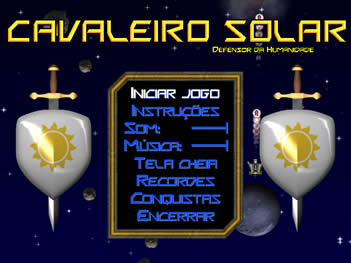 CAVALEIRO SOLAR
DEFENSOR DA HUMANIDADE
INICIAR JOGO
INSTRUÇÕES
SOM:
MÚSICA:
TELA CHEIA
RECORDES
CONQUISTAS
ENCERRAR